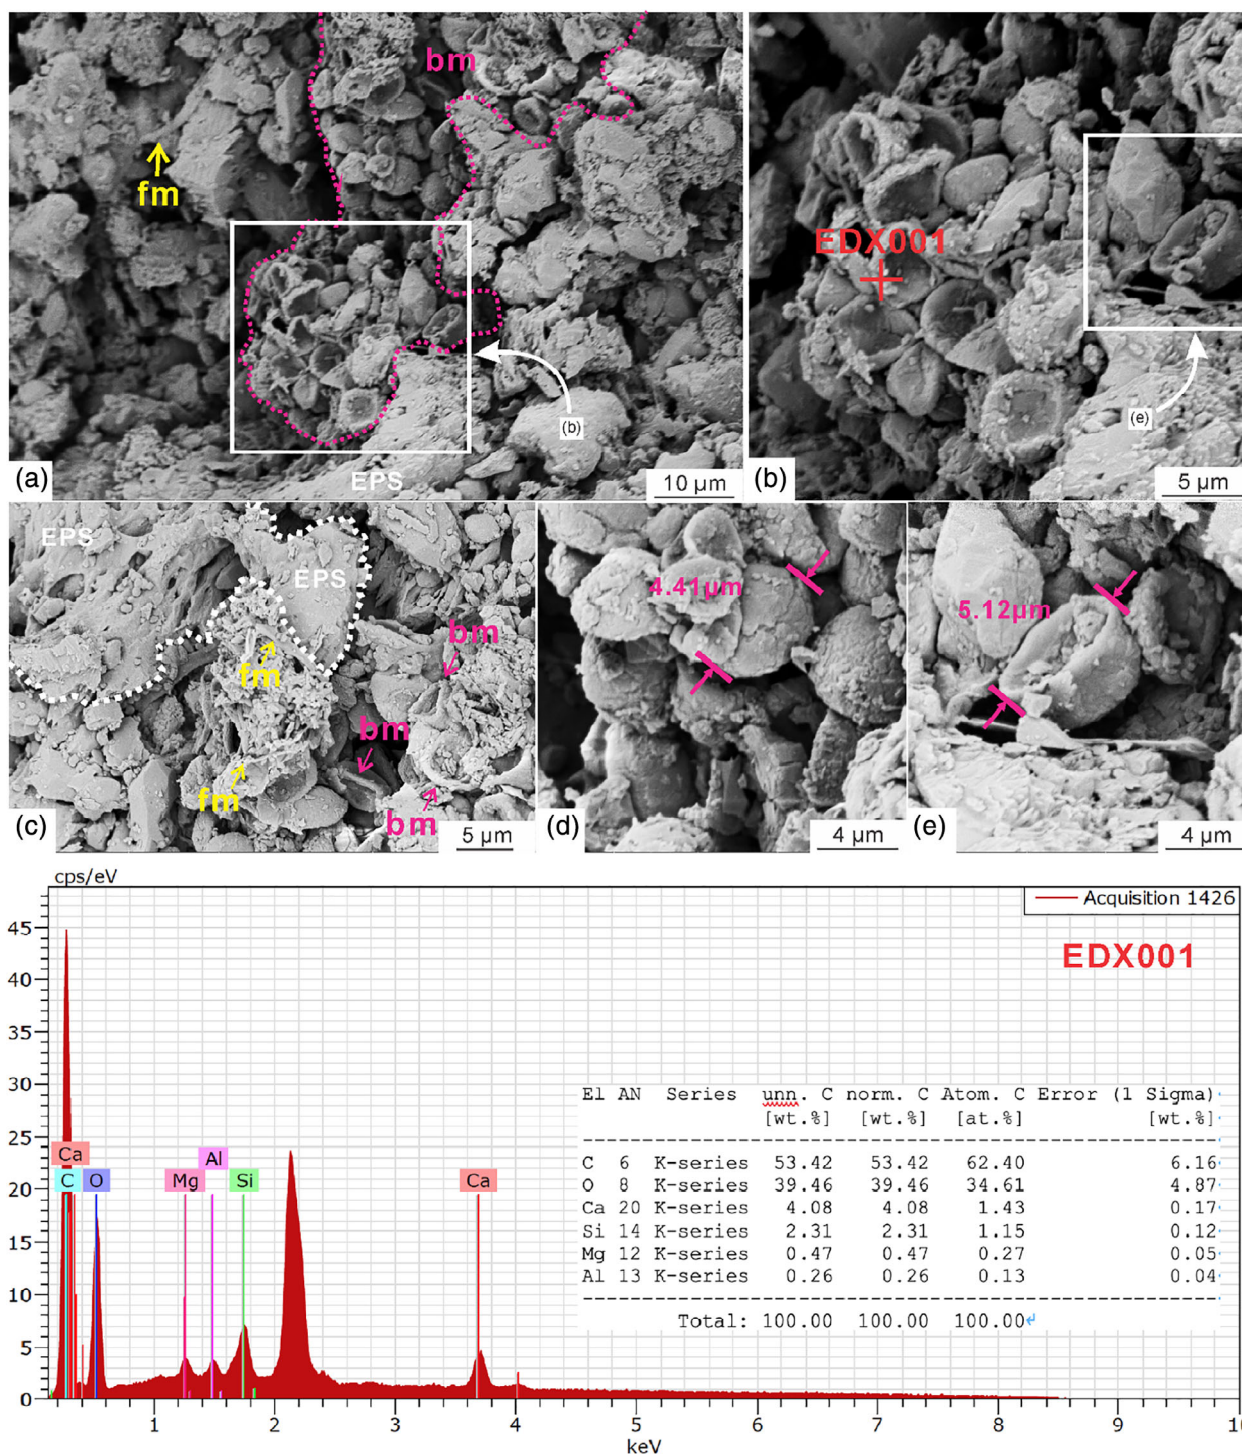 bm
fm
(b)
EPS
(a)
10 µm
EDX001
(e)
(b)
5 µm
EPS
EPS
fm
bm
bm
fm
bm
(c)
5 µm
4.41µm
(d)
4 µm
5.12µm
(e)
4 µm
cps/eV
Acquisition 1426
EDX001
45
40
35
30
25
20
15
10
5
0
Ca
C
O
Mg
Al
Si
Ca
El AN Series unn. C norm. C Atom. C Error (1 Sigma)
[wt.%] [wt.%] [at.%] [wt.%]
C 6 K-series 53.42 53.42 62.40 6.16
O 8 K-series 39.46 39.46 34.61 4.87
Ca 20 K-series 4.08 4.08 1.43 0.17
Si 14 K-series 2.31 2.31 1.15 0.12
Mg 12 K-series 0.47 0.47 0.27 0.05
Al 13 K-series 0.26 0.26 0.13 0.04
Total: 100.00 100.00 100.00
1 2 3 4 5 6 7 8 9 10
keV